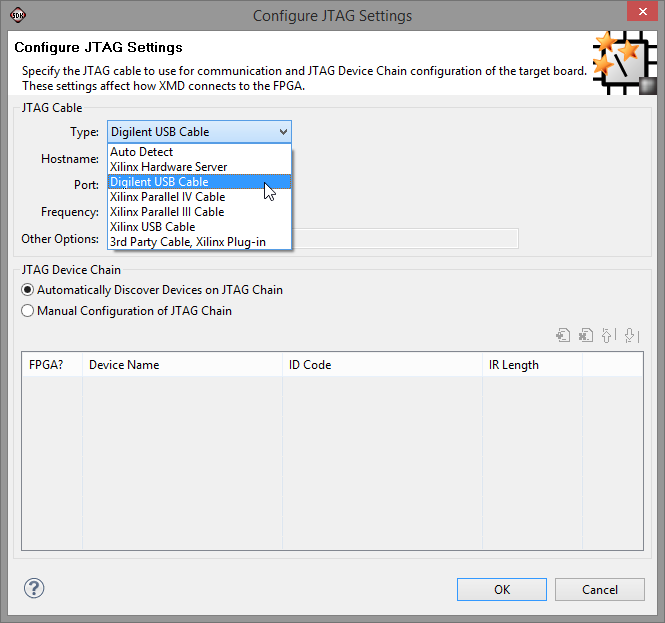 SDK
Configure JTAG Settings
Configure JTAG Settings
Specify the JTAG cable to use for communication and JTAG Device Chain configuration of the target board.
These settings affect how XMD connects to the FPGA.
JTAG Cable
Type: Digilent USB Cable
Auto Detect
Hostname:
Xilinx Hardware Server
Port: Digilent USB Cable
Xilinx Parallel IV Cable
Frequency: Xilinx Parallel III Cable
Xilinx USB Cable
Other Options: 3rd Party Cable, Xilinx Plug-in
JTAG Device Chain
Automatically Discover Devices on JTAG Chain
Manual Configuration of JTAG Chain
FPGA? Device Name ID Code IR Length
? OK Cancel